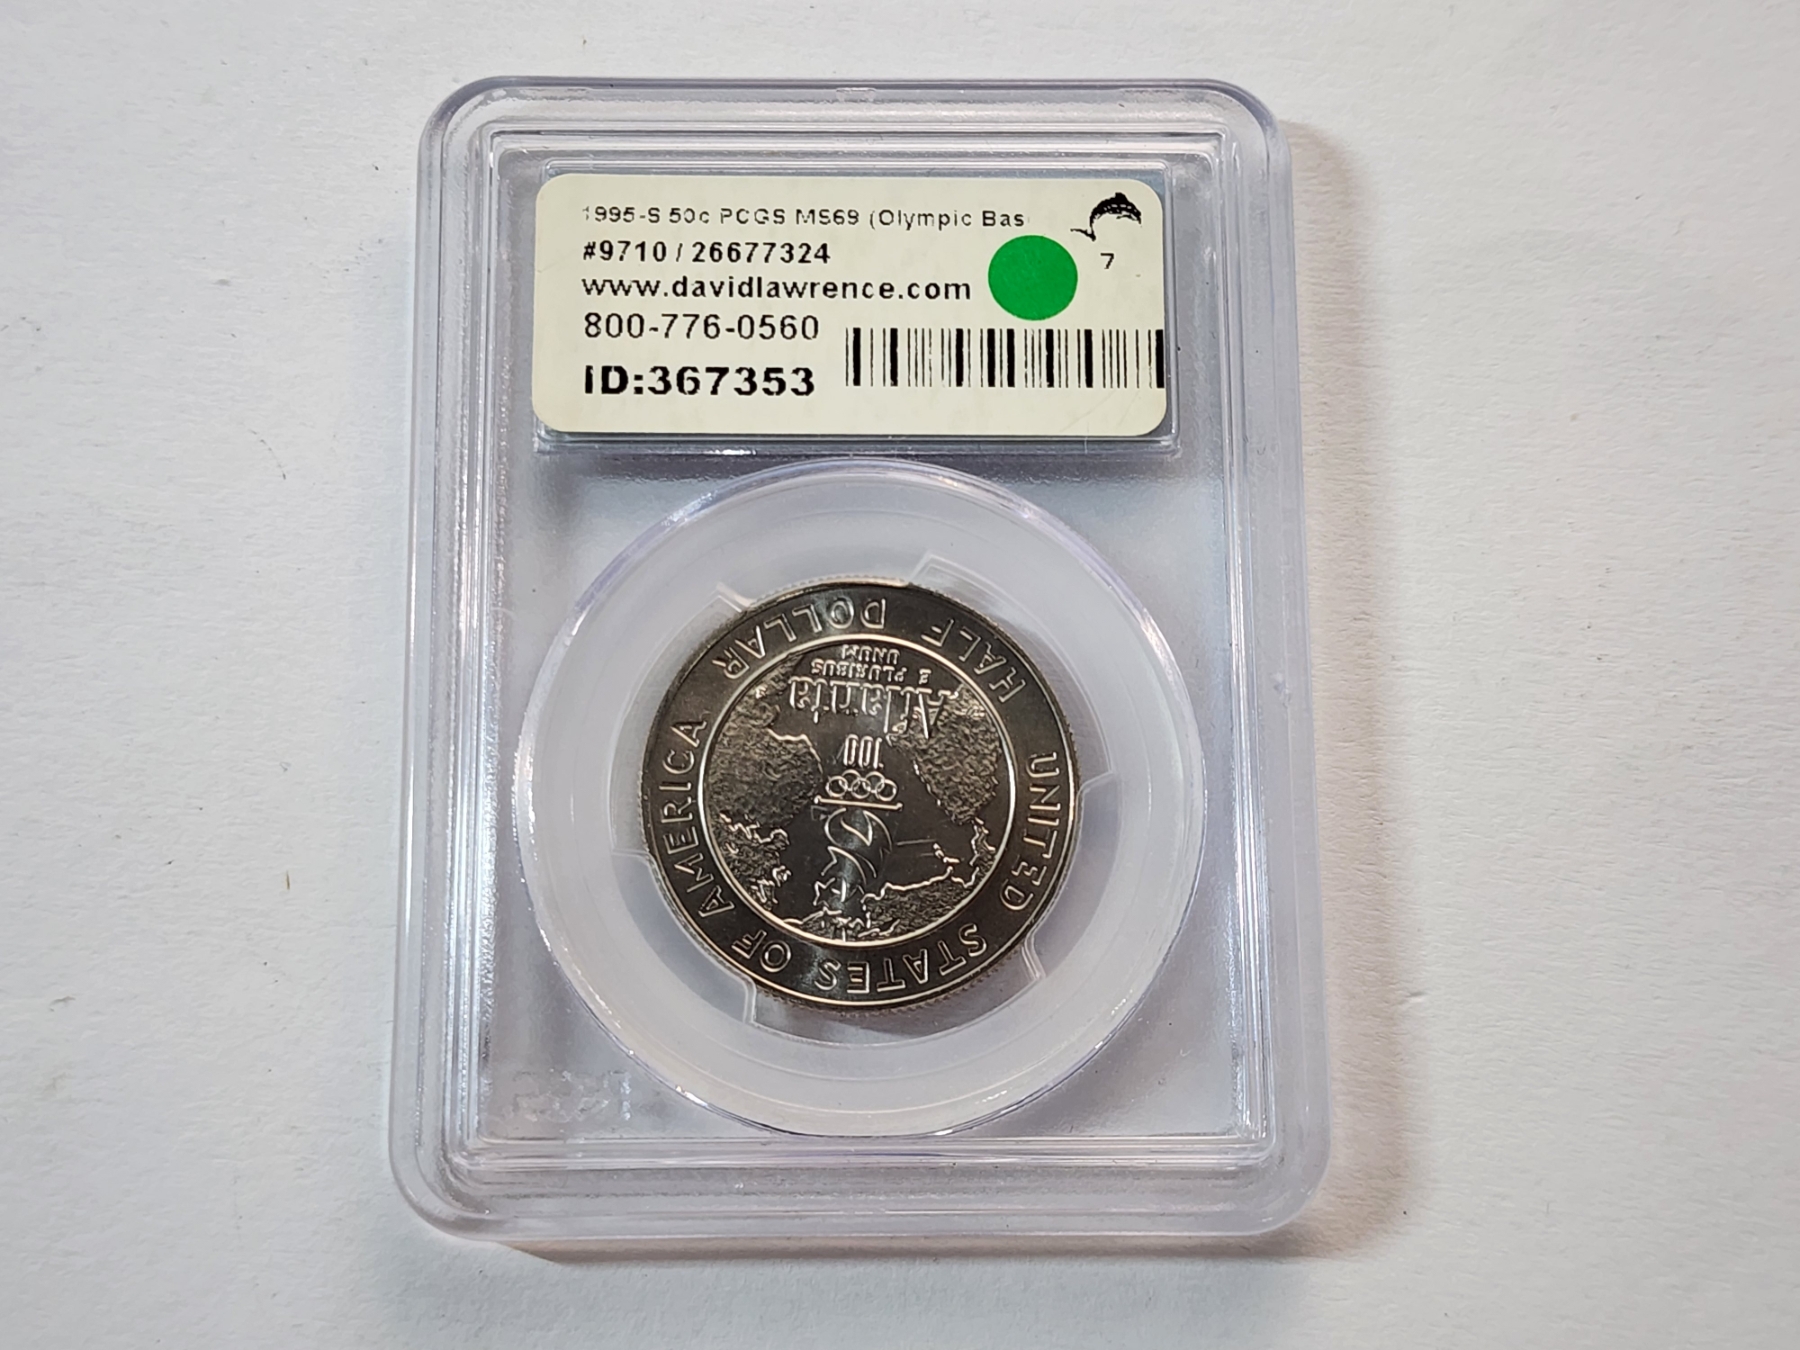 1995-S 50c PCGS MS69 (Olympic Bas
#9710 / 26677324
7
www.davidlawrence.com
800-776-0560
ID:367353
UNITED STATES OF AMERICA
HALF DOLLAR
Atlanta
E PLURIBUS
UNUM
100